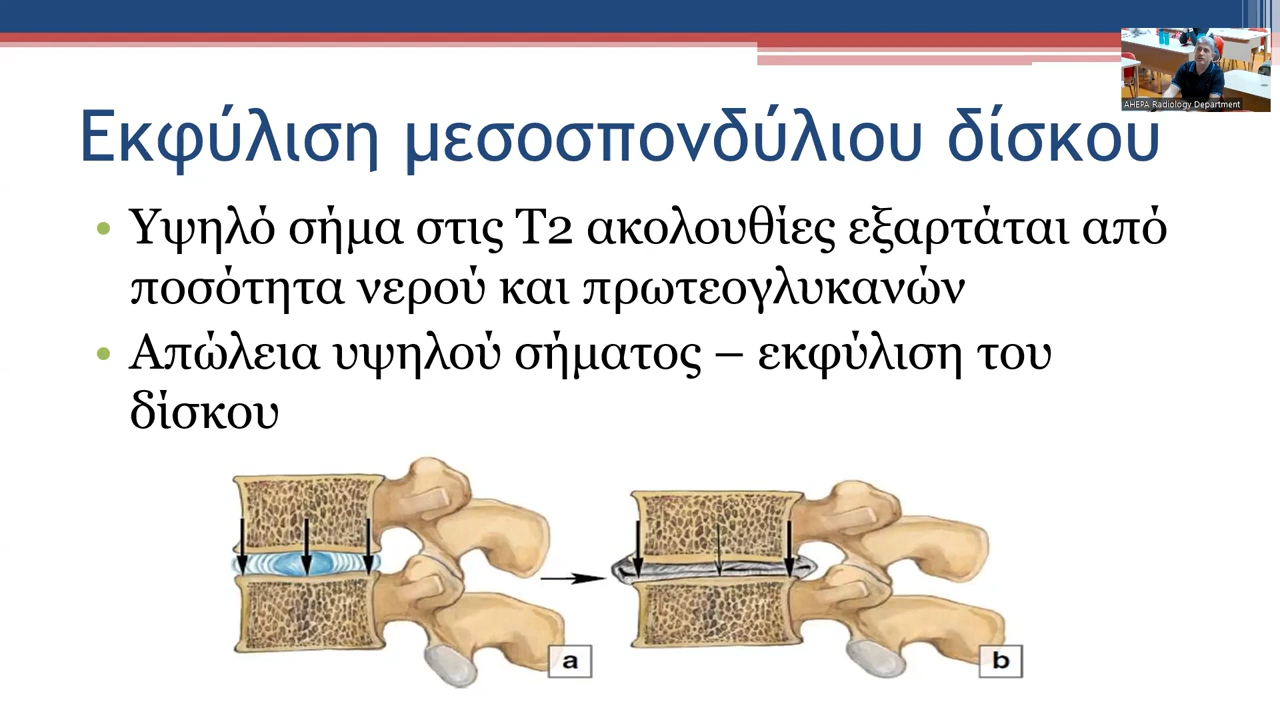 AHEPA Radiology Department
Εκφύλιση μεσοσπονδύλιου δίσκου
• Υψηλό σήμα στις Τ2 ακολουθίες εξαρτάται από
ποσότητα νερού και πρωτεογλυκανών
• Απώλεια υψηλού σήματος – εκφύλιση του
δίσκου
a
b